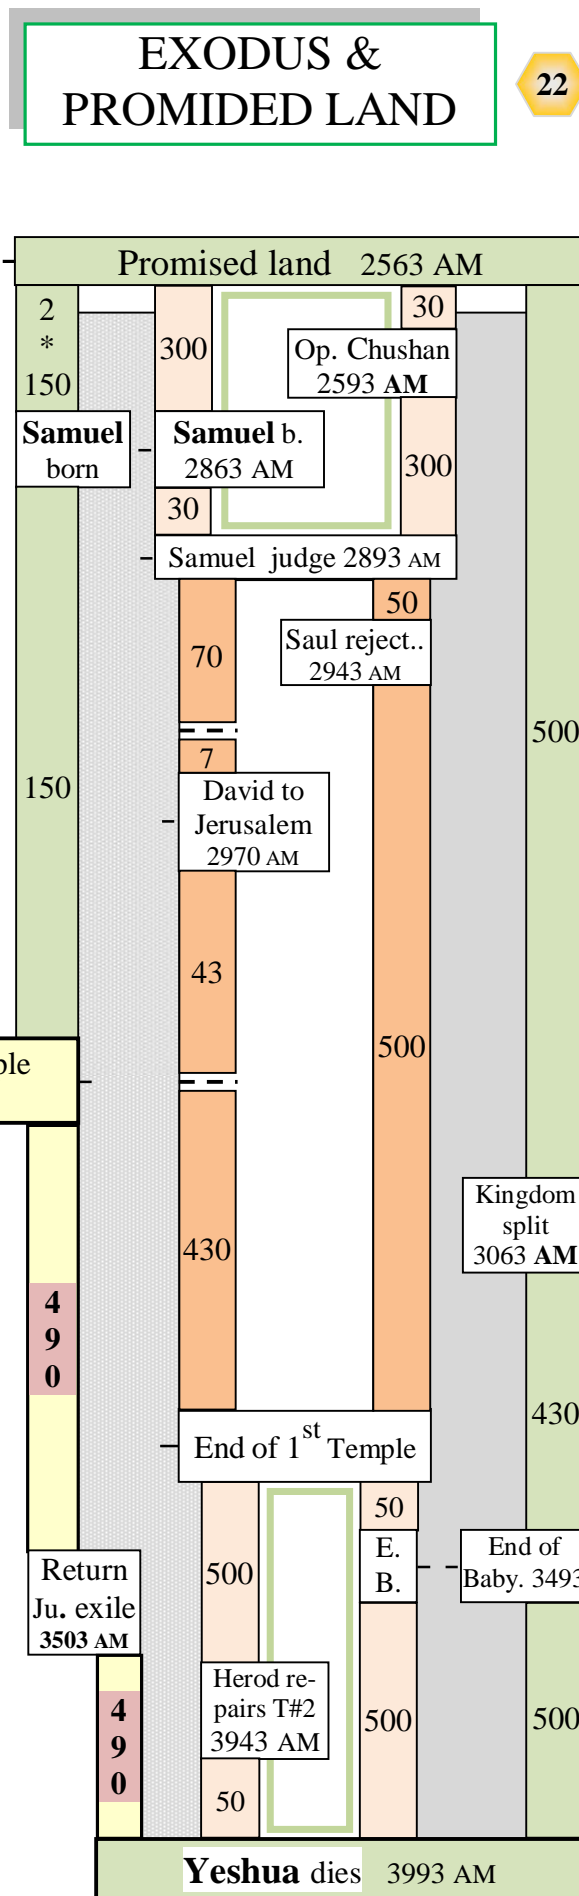 EXODUS &
PROMIDED LAND
22
Promised land 2563 AM
2
*
150
300
30
Op. Chushan
2593 AM
Samuel
born
Samuel b.
2863 AM
300
30
Samuel judge 2893 AM
50
70
Saul reject..
2943 AM
500
7
150
David to
Jerusalem
2970 AM
43
500
ple
Kingdom
split
3063 AM
430
4
9
0
430
End of 1st Temple
50
E.
B.
End of
Baby. 3493
Return
Ju. exile
3503 AM
500
Herod re-
pairs T#2
3943 AM
4
9
0
500
500
50
Yeshua dies 3993 AM